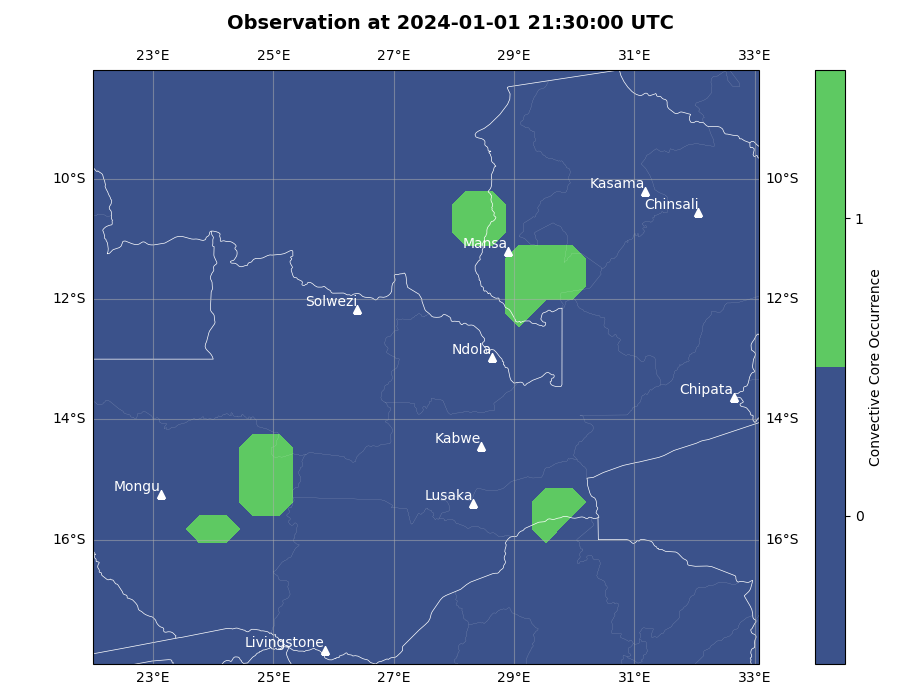 Observation at 2024-01-01 21:30:00 UTC
23°E 25°E 27°E 29°E 31°E 33°E
10°S 10°S
Kasama
Chinsali
Mansa
12°S 12°S
Solwezi
Ndola
Chipata
14°S 14°S
Kabwe
Mongu
Lusaka
16°S 16°S
Livingstone
23°E 25°E 27°E 29°E 31°E 33°E
1
0
Convective Core Occurrence